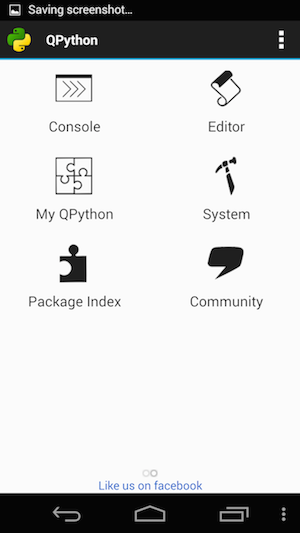 Saving screenshot...
QPython
Console
Editor
My QPython
System
Package Index
Community
Like us on facebook